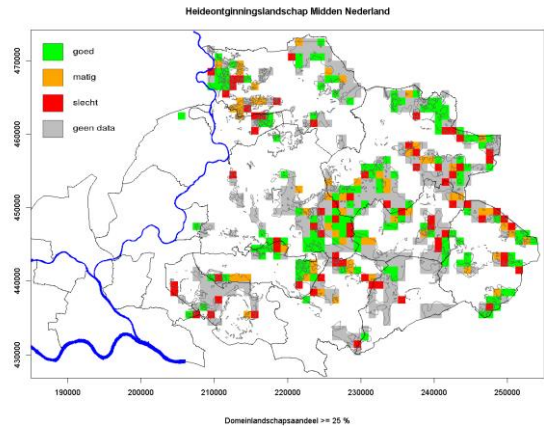 Heideontginningslandschap Midden Nederland
goed
matig
slecht
geen data
470000
460000
450000
440000
430000
190000 200000 210000 220000 230000 240000 250000
Domeinlandschapsaandeel >= 25 %